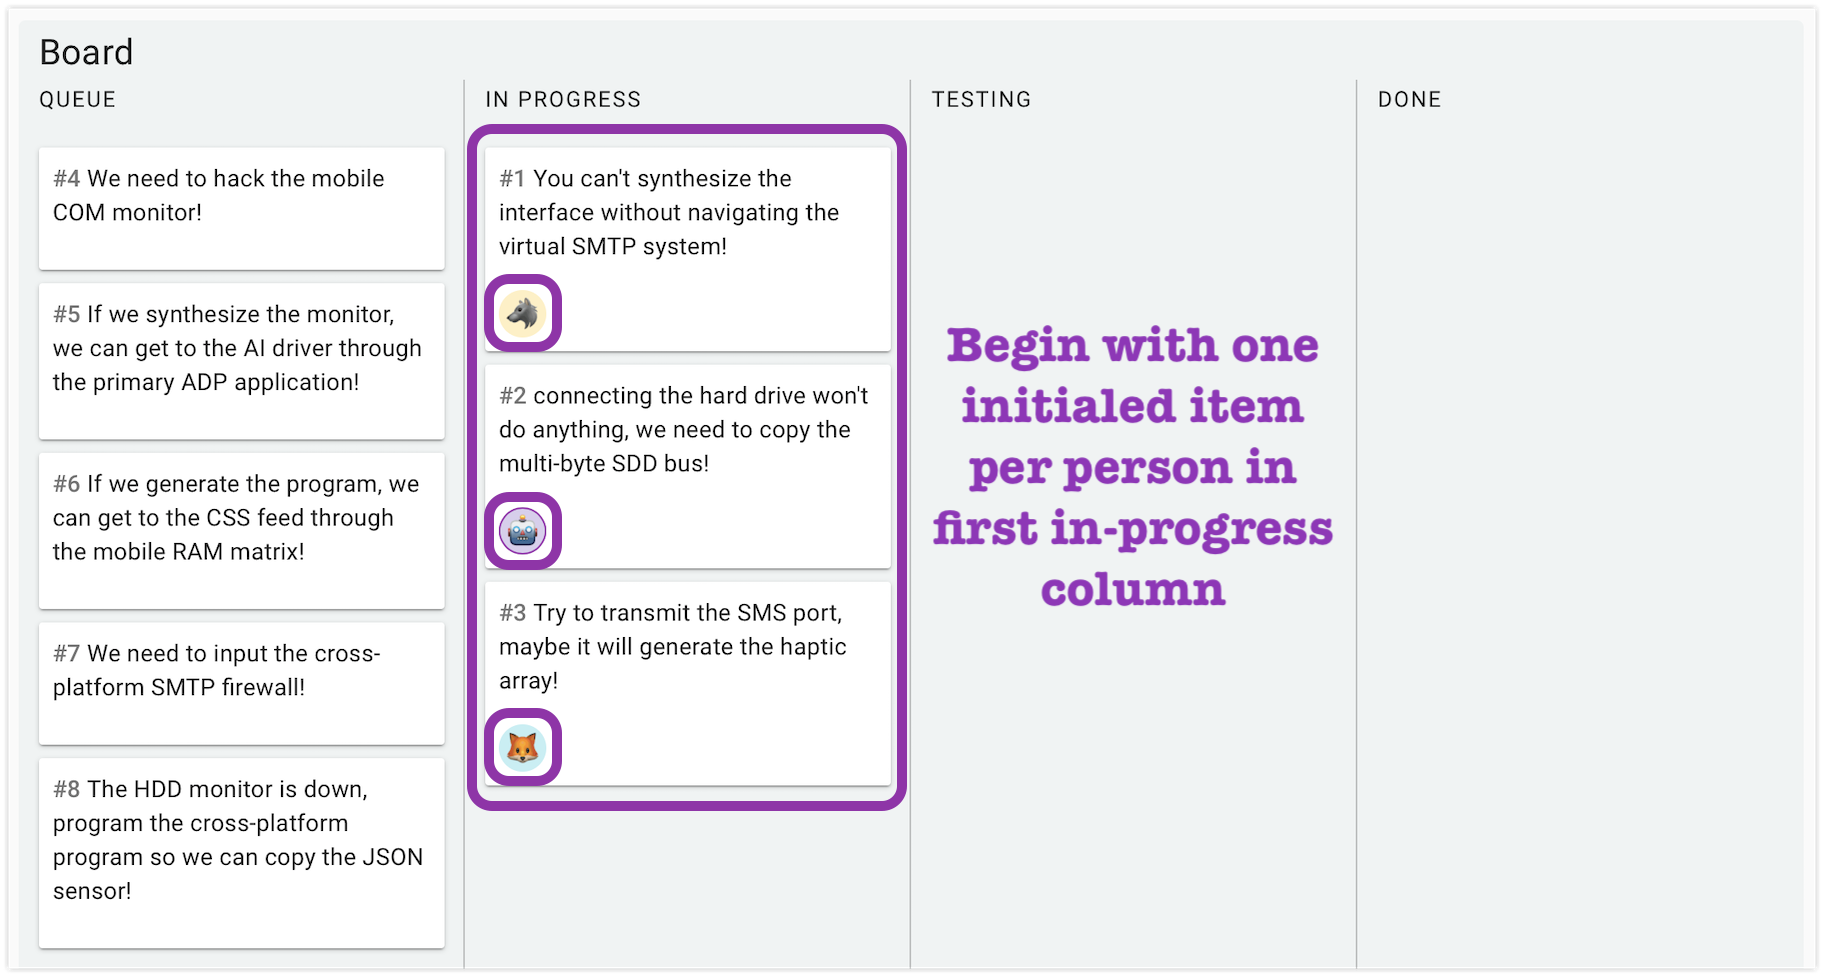 Board
QUEUE
#4 We need to hack the mobile
COM monitor!
#5 If we synthesize the monitor,
we can get to the AI driver through
the primary ADP application!
#6 If we generate the program, we
can get to the CSS feed through
the mobile RAM matrix!
#7 We need to input the cross-
platform SMTP firewall!
#8 The HDD monitor is down,
program the cross-platform
program so we can copy the JSON
sensor!
IN PROGRESS
#1 You can't synthesize the
interface without navigating the
virtual SMTP system!
#2 connecting the hard drive won't
do anything, we need to copy the
multi-byte SDD bus!
#3 Try to transmit the SMS port,
maybe it will generate the haptic
array!
TESTING
Begin with one
initialed item
per person in
first in-progress
column
DONE